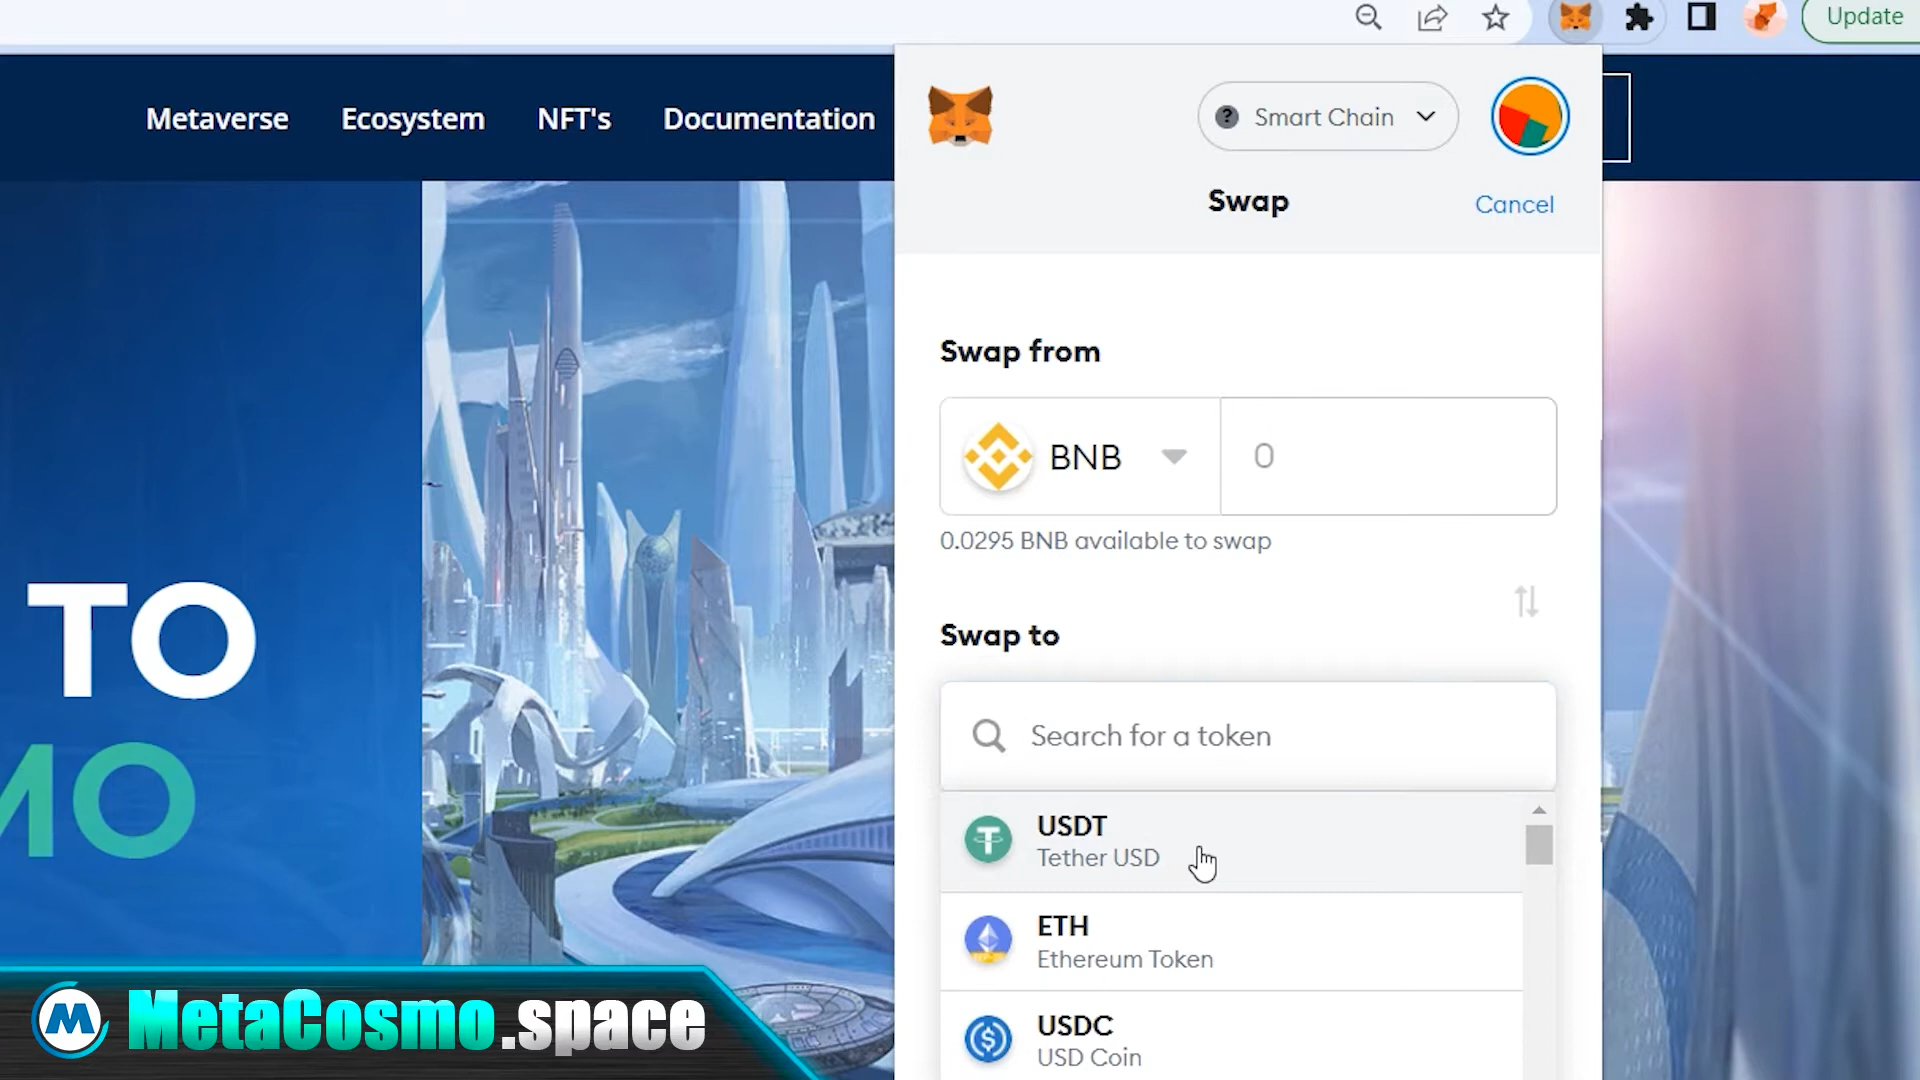 Update
Metaverse
Ecosystem
NFT's
Documentation
Smart Chain
Swap
Cancel
Swap from
BNB
0
0.0295 BNB available to swap
Swap to
Search for a token
USDT
Tether USD
ETH
Ethereum Token
USDC
USD Coin
TO
MO
MetaCosmo.space